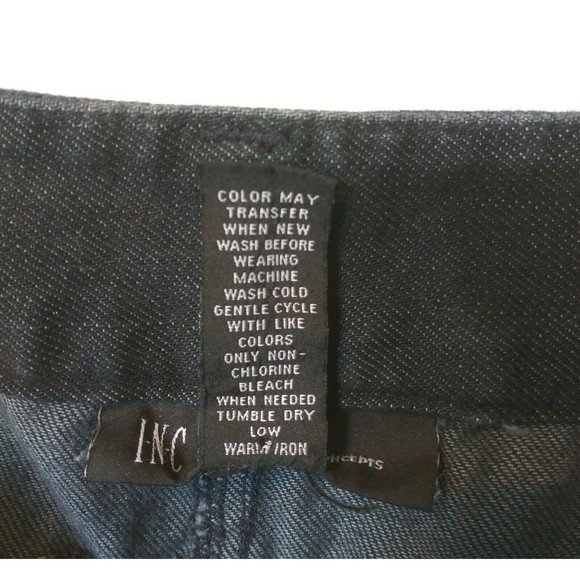 COLOR MAY
TRANSFER
WHEN NEW
WASH BEFORE
WEARING
MACHINE
WASH COLD
GENTLE CYCLE
WITH LIKE
COLORS
ONLY NON-
CHLORINE
BLEACH
WHEN NEEDED
TUMBLE DRY
LOW
WARM IRON
I·N·C
NCEPTS